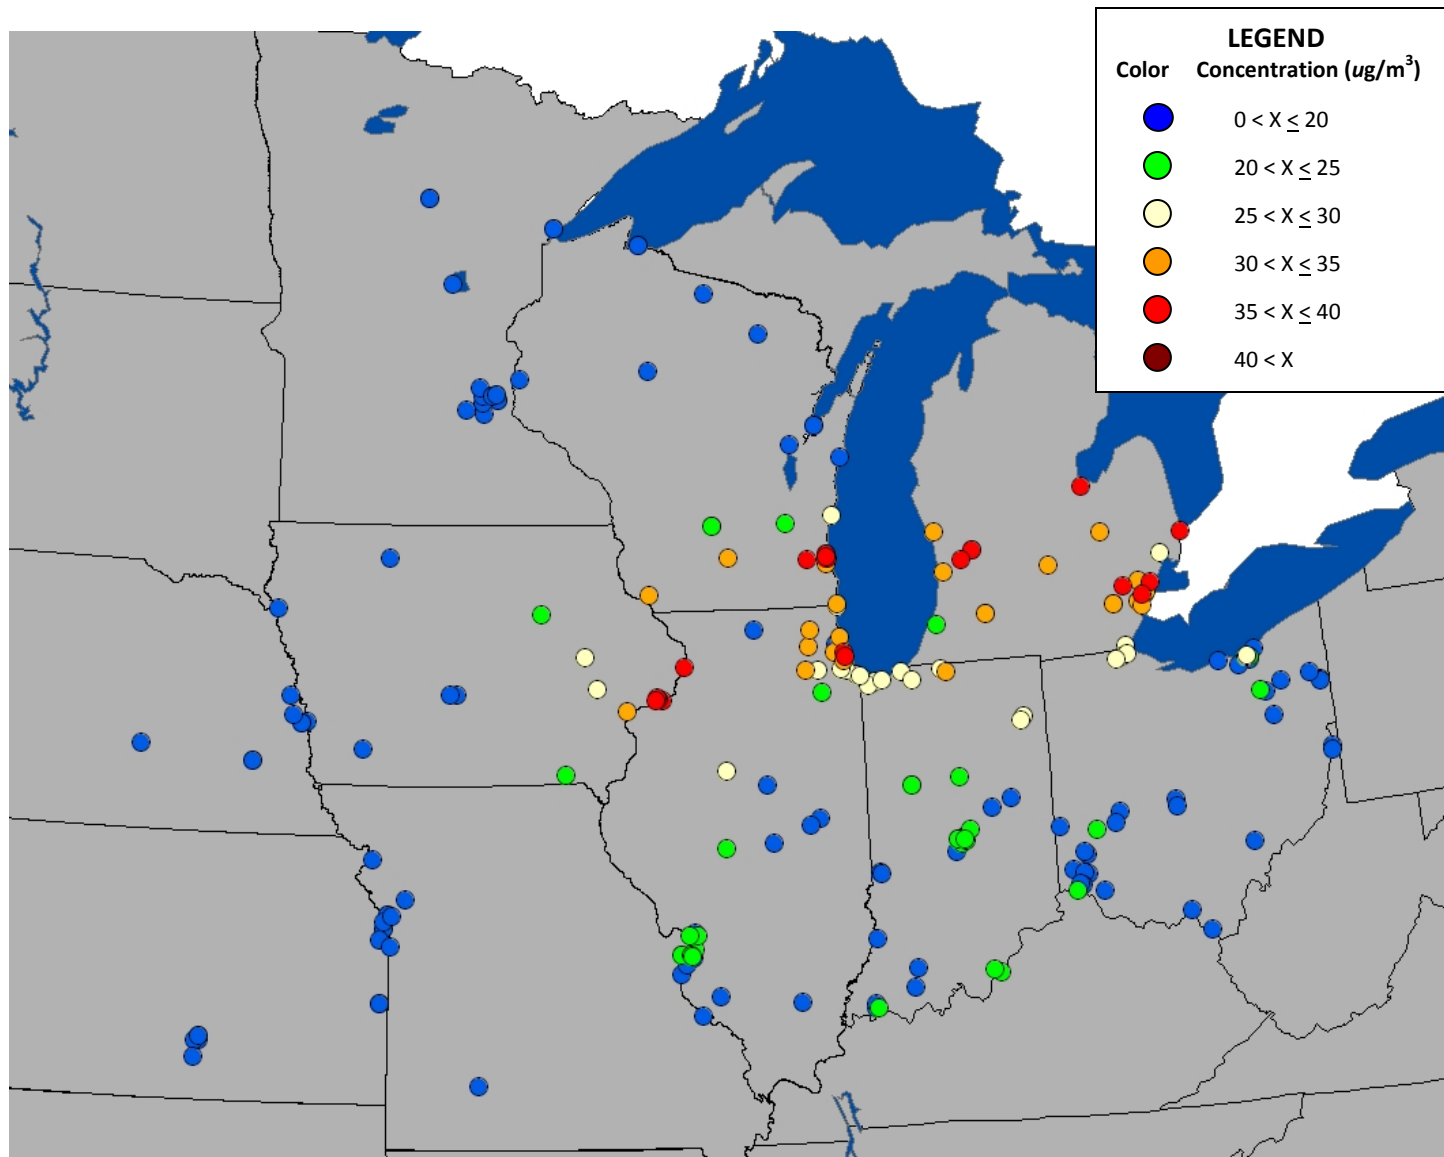 LEGEND
Color Concentration (ug/m³)
0 < X ≤ 20
20 < X ≤ 25
25 < X ≤ 30
30 < X ≤ 35
35 < X ≤ 40
40 < X